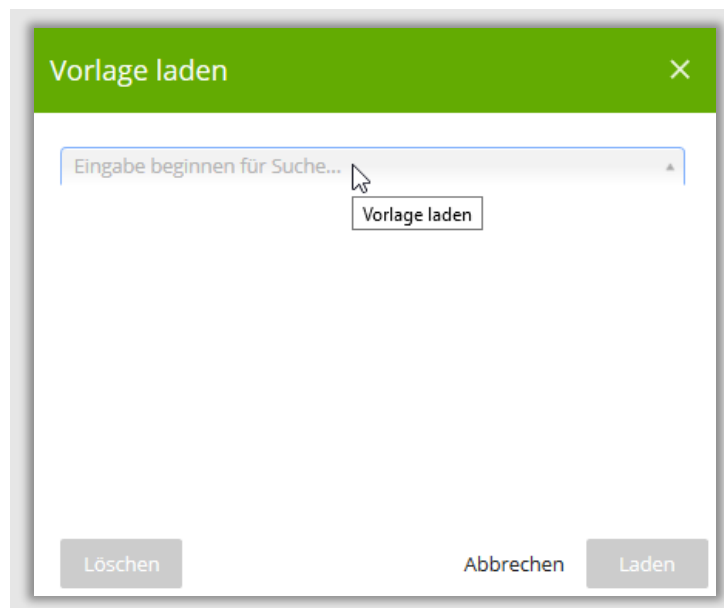 Vorlage laden
Eingabe beginnen für Suche...
Vorlage laden
Löschen
Abbrechen
Laden